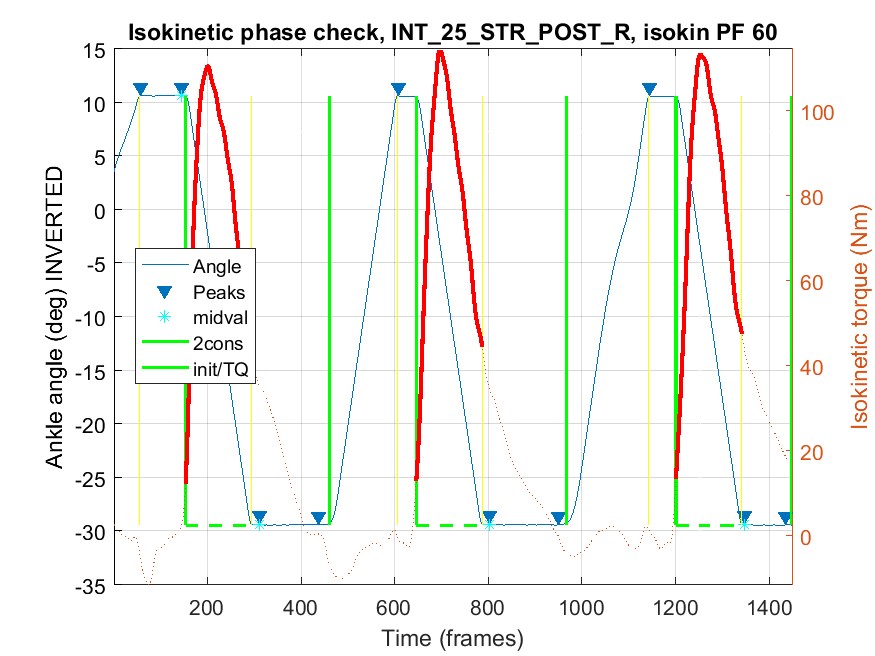 Isokinetic phase check, INT_25_STR_POST_R, isokin PF 60
15
10
5
0
-5
-10
-15
-20
-25
-30
-35
Ankle angle (deg) INVERTED
Angle
Peaks
midval
2cons
init/TQ
100
80
60
40
20
0
Isokinetic torque (Nm)
200
400
600
800
1000
1200
1400
Time (frames)